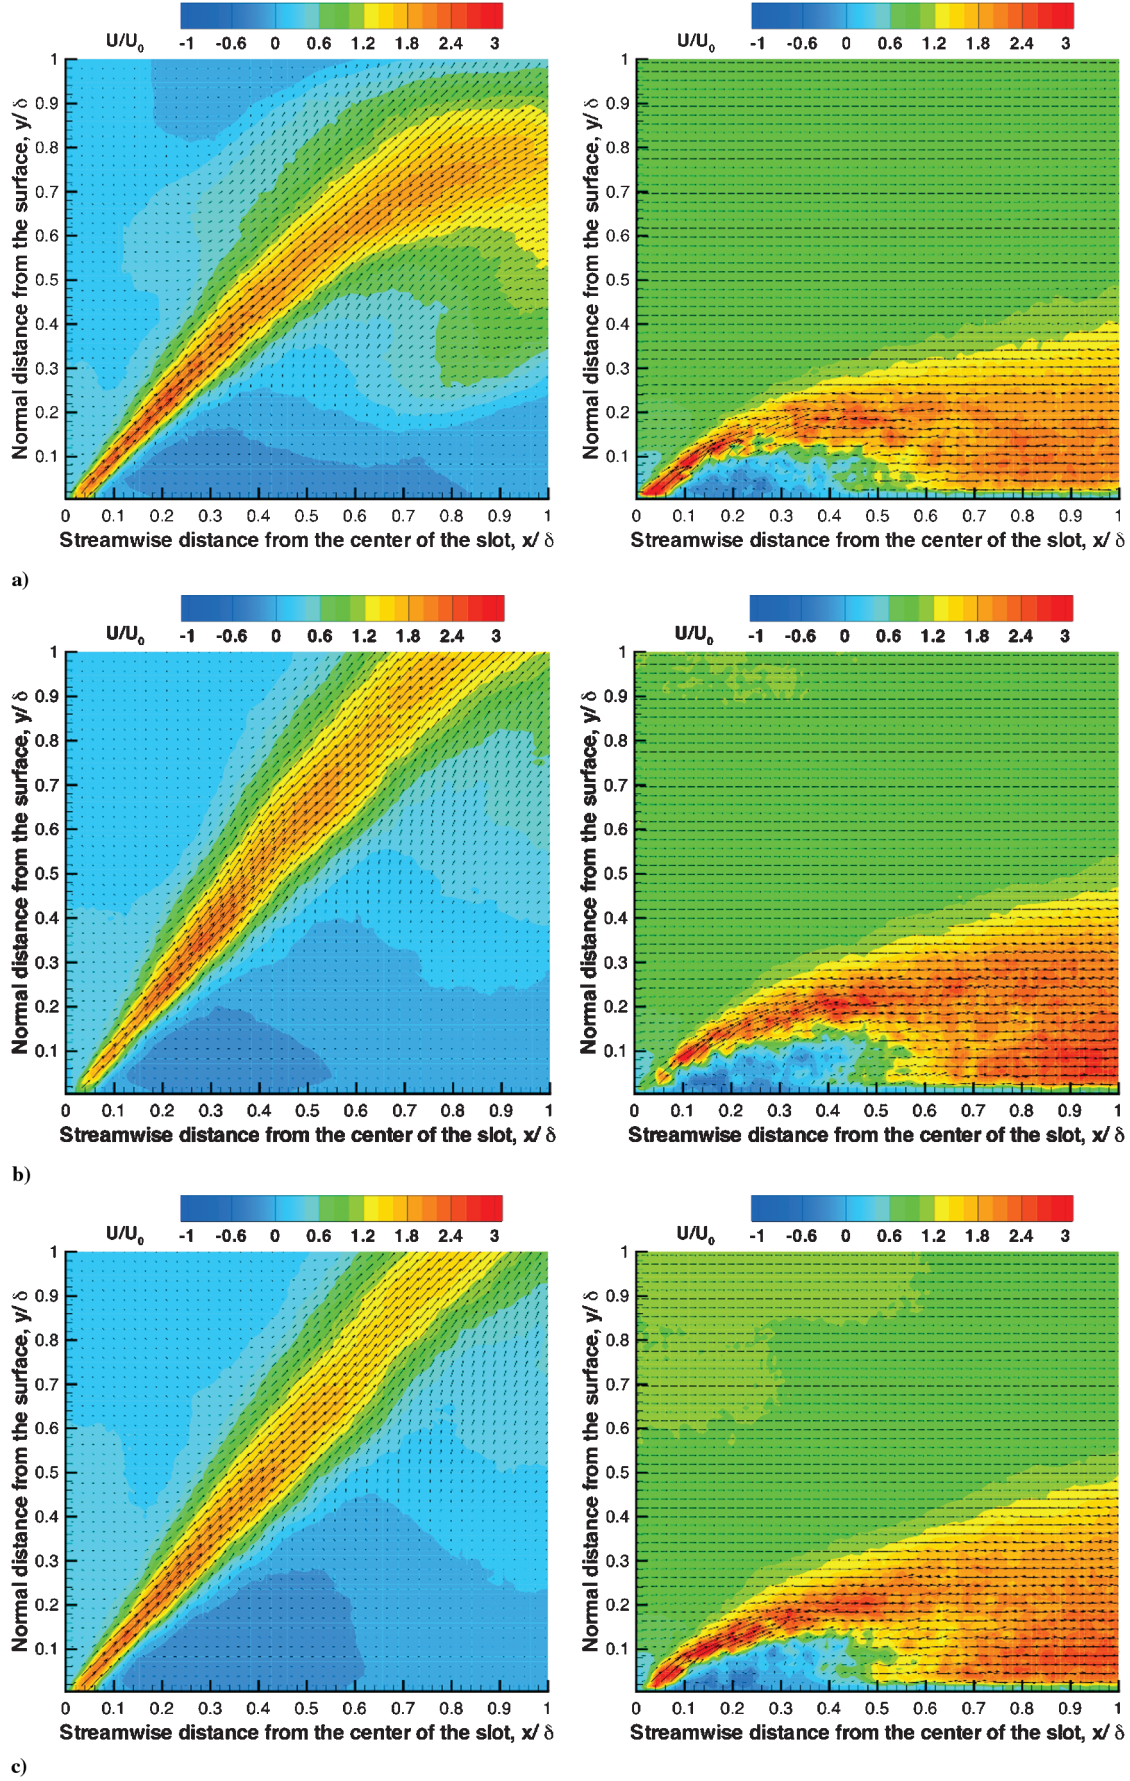 U/U₀ -1 -0.6 0 0.6 1.2 1.8 2.4 3
Normal distance from the surface, y/ δ
1
0.9
0.8
0.7
0.6
0.5
0.4
0.3
0.2
0.1
0 0.1 0.2 0.3 0.4 0.5 0.6 0.7 0.8 0.9 1
Streamwise distance from the center of the slot, x/ δ
U/U₀ -1 -0.6 0 0.6 1.2 1.8 2.4 3
Normal distance from the surface, y/ δ
1
0.9
0.8
0.7
0.6
0.5
0.4
0.3
0.2
0.1
0 0.1 0.2 0.3 0.4 0.5 0.6 0.7 0.8 0.9 1
Streamwise distance from the center of the slot, x/ δ
a)
U/U₀ -1 -0.6 0 0.6 1.2 1.8 2.4 3
Normal distance from the surface, y/ δ
1
0.9
0.8
0.7
0.6
0.5
0.4
0.3
0.2
0.1
0 0.1 0.2 0.3 0.4 0.5 0.6 0.7 0.8 0.9 1
Streamwise distance from the center of the slot, x/ δ
U/U₀ -1 -0.6 0 0.6 1.2 1.8 2.4 3
Normal distance from the surface, y/ δ
1
0.9
0.8
0.7
0.6
0.5
0.4
0.3
0.2
0.1
0 0.1 0.2 0.3 0.4 0.5 0.6 0.7 0.8 0.9 1
Streamwise distance from the center of the slot, x/ δ
b)
U/U₀ -1 -0.6 0 0.6 1.2 1.8 2.4 3
Normal distance from the surface, y/ δ
1
0.9
0.8
0.7
0.6
0.5
0.4
0.3
0.2
0.1
0 0.1 0.2 0.3 0.4 0.5 0.6 0.7 0.8 0.9 1
Streamwise distance from the center of the slot, x/ δ
U/U₀ -1 -0.6 0 0.6 1.2 1.8 2.4 3
Normal distance from the surface, y/ δ
1
0.9
0.8
0.7
0.6
0.5
0.4
0.3
0.2
0.1
0 0.1 0.2 0.3 0.4 0.5 0.6 0.7 0.8 0.9 1
Streamwise distance from the center of the slot, x/ δ
c)